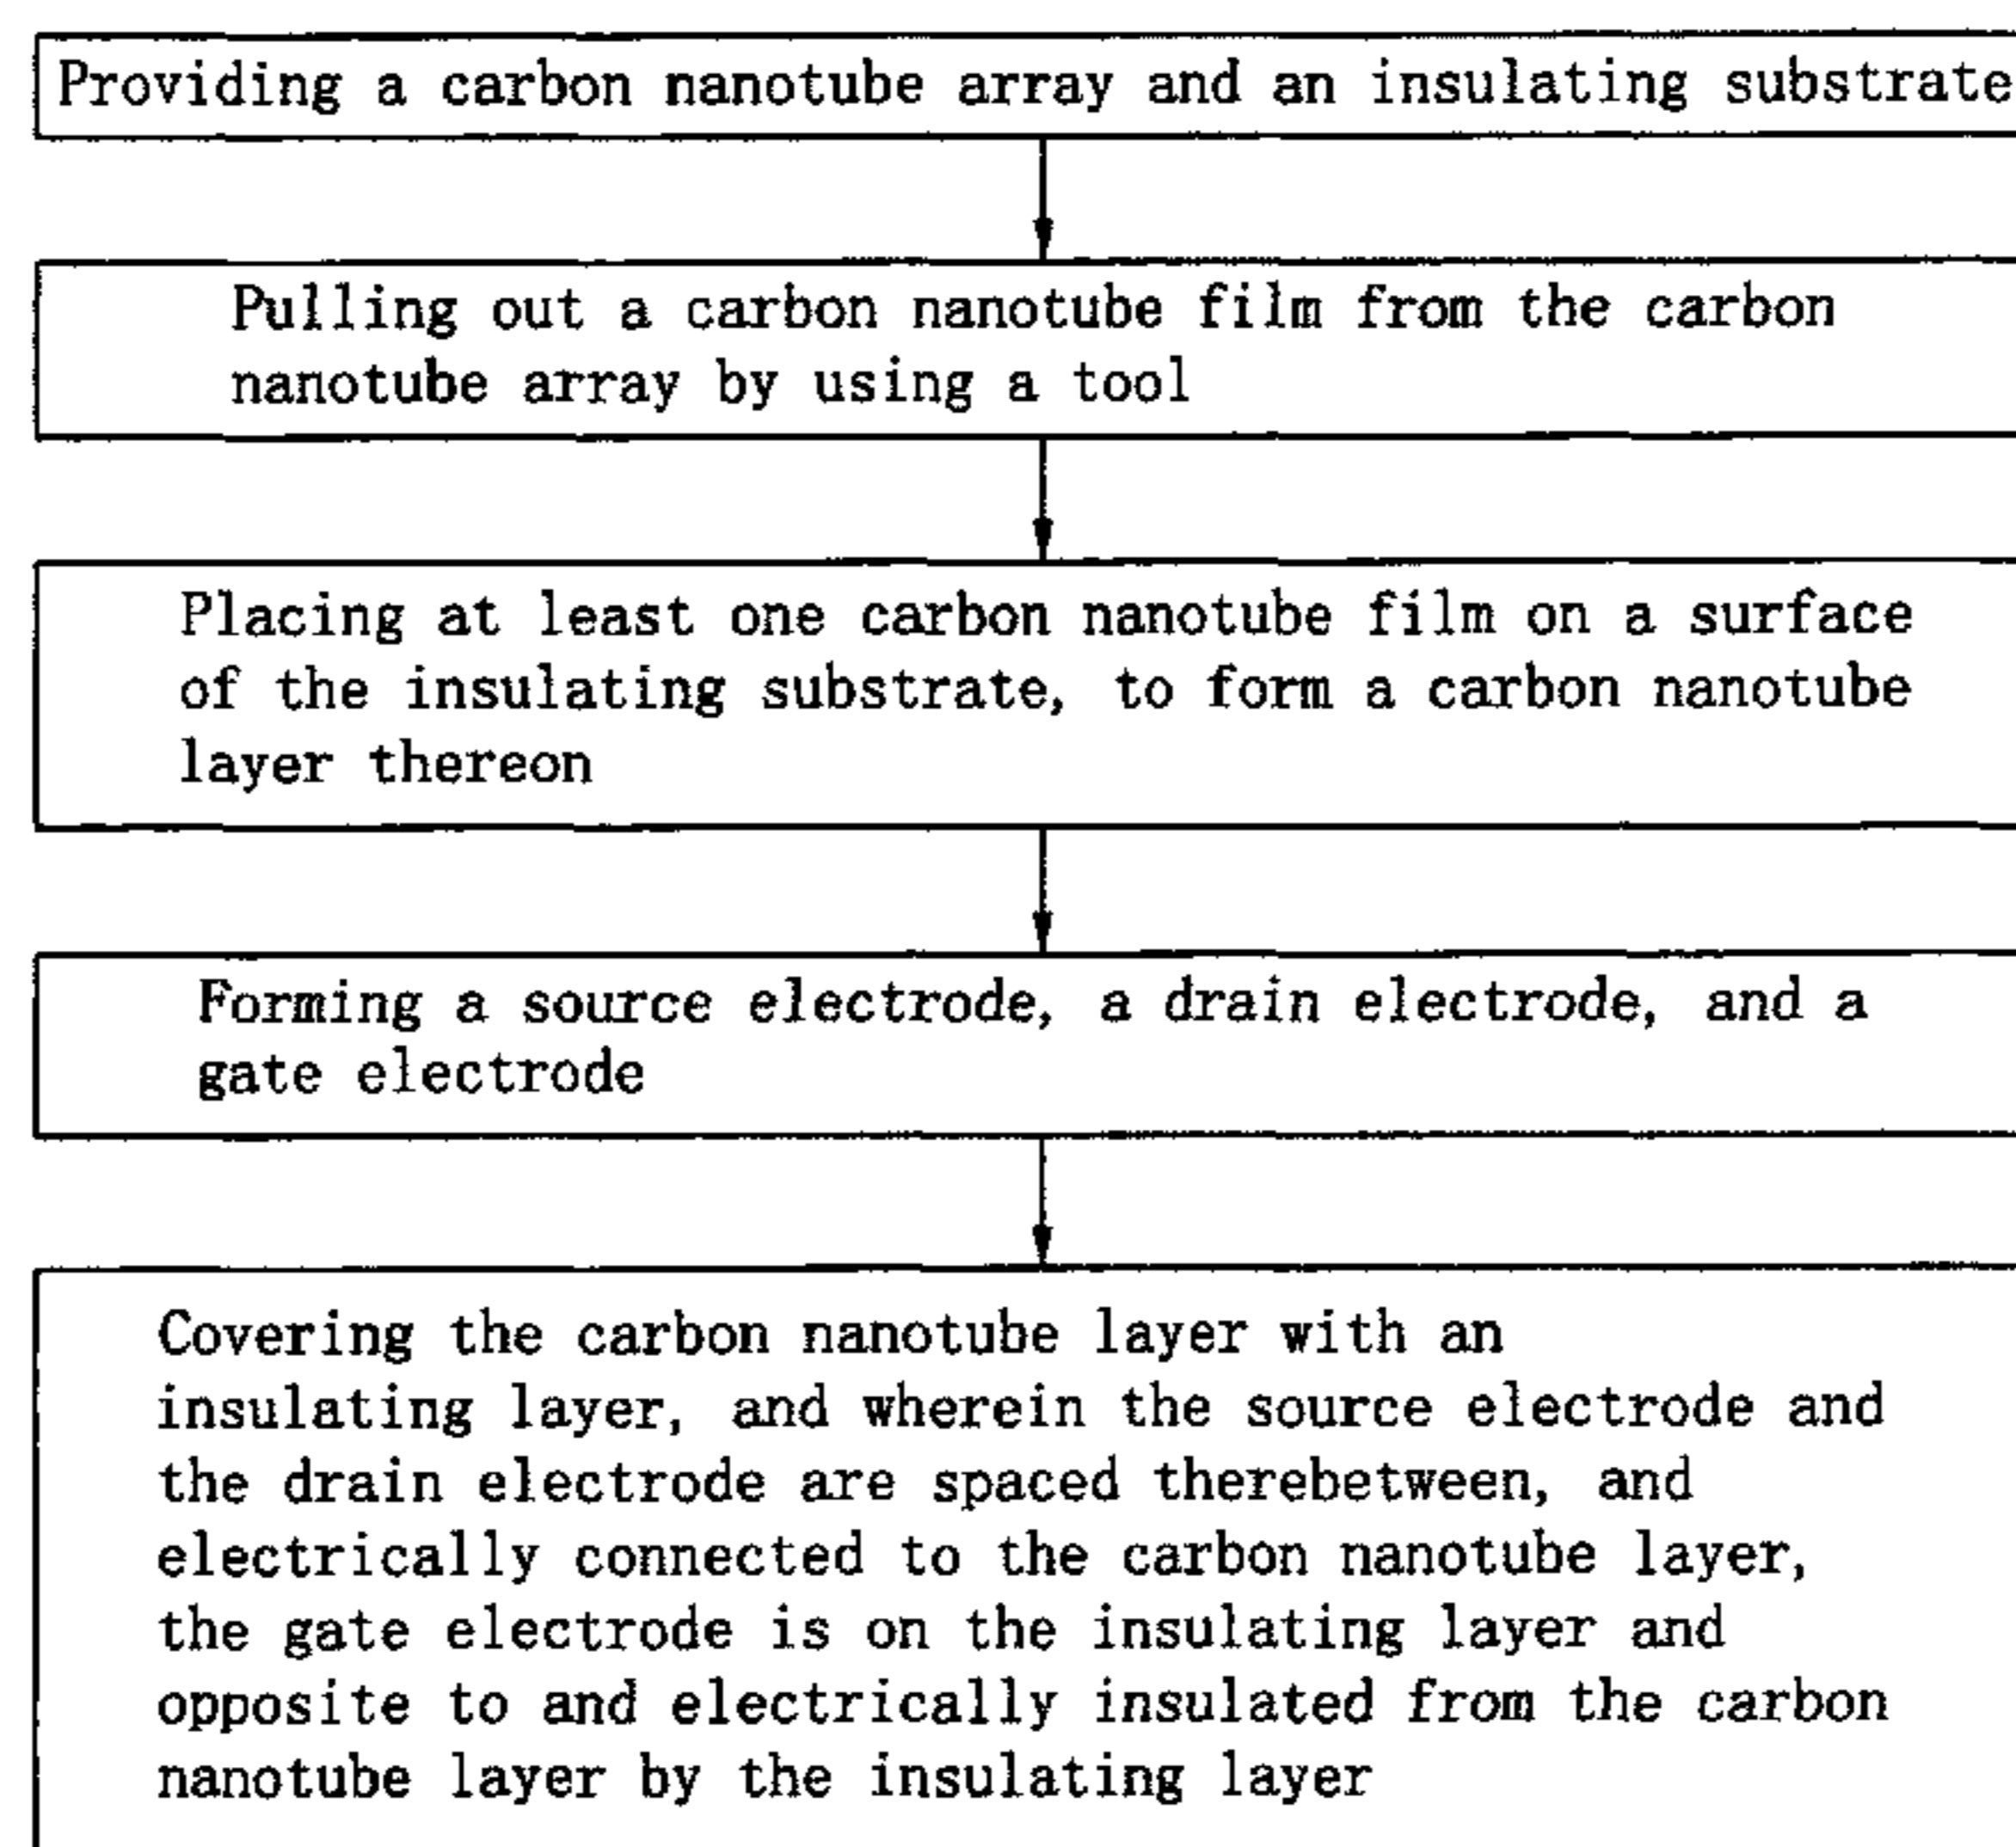 Providing a carbon nanotube array and an insulating substrate
Pulling out a carbon nanotube film from the carbon
nanotube array by using a tool
Placing at least one carbon nanotube film on a surface
of the insulating substrate, to form a carbon nanotube
layer thereon
Forming a source electrode, a drain electrode, and a
gate electrode
Covering the carbon nanotube layer with an
insulating layer, and wherein the source electrode and
the drain electrode are spaced therebetween, and
electrically connected to the carbon nanotube layer,
the gate electrode is on the insulating layer and
opposite to and electrically insulated from the carbon
nanotube layer by the insulating layer